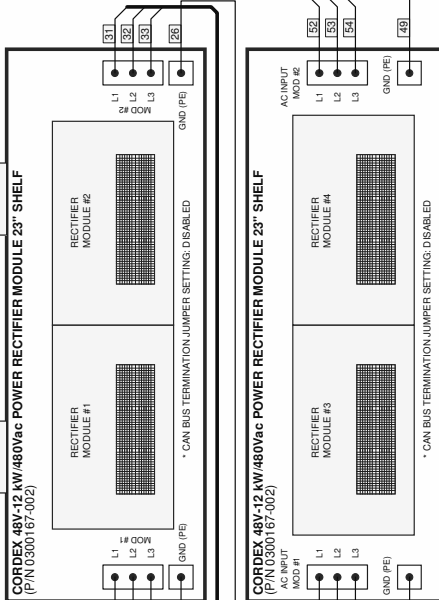 31
32
33
26
L1
L2
L3
MOD #2
GND (PE)
CORDEX 48V-12 kW/480Vac POWER RECTIFIER MODULE 23" SHELF
(P/N 0300167-002)
RECTIFIER
MODULE #2
RECTIFIER
MODULE #1
* CAN BUS TERMINATION JUMPER SETTING: DISABLED
MOD #1
L1
L2
L3
GND (PE)
52
53
54
49
AC INPUT
MOD #2
L1
L2
L3
GND (PE)
CORDEX 48V-12 kW/480Vac POWER RECTIFIER MODULE 23" SHELF
(P/N 0300167-002)
RECTIFIER
MODULE #4
RECTIFIER
MODULE #3
* CAN BUS TERMINATION JUMPER SETTING: DISABLED
AC INPUT
MOD #1
L1
L2
L3
GND (PE)